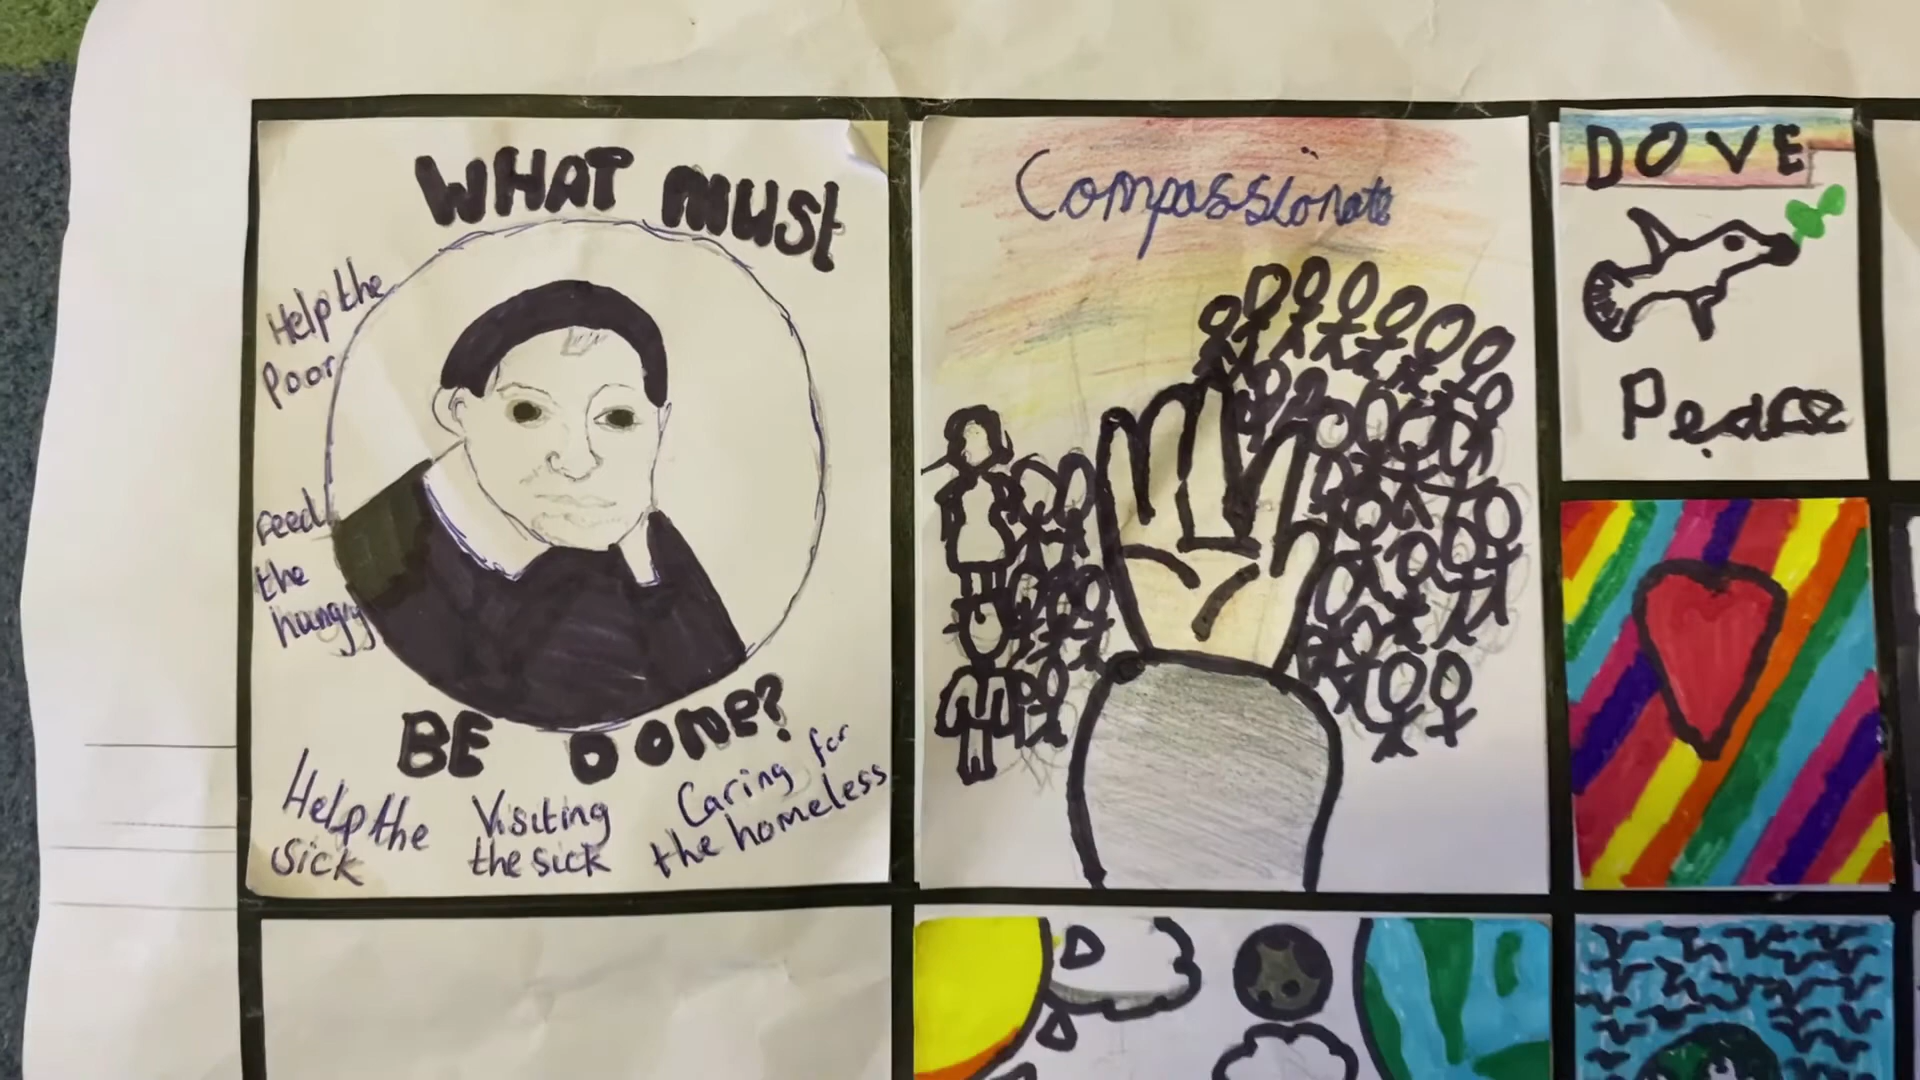 WHAT MUST
Help the
Poor
Feed
the
hungry
BE DONE?
Help the
sick
Visiting
the sick
Caring for
the homeless
Compassionate
DOVE
Peace